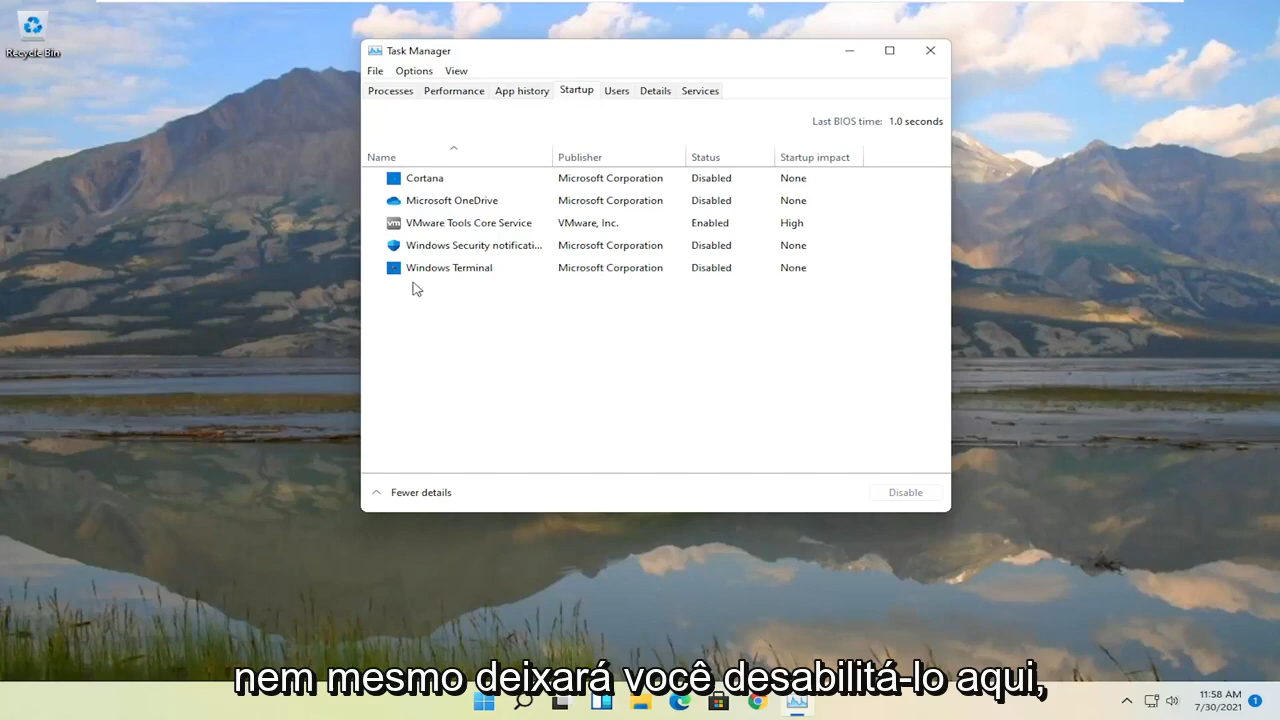 Recycle Bin
Task Manager
File Options View
Processes Performance App history Startup Users Details Services
Last BIOS time: 1.0 seconds
Name Publisher Status Startup impact
Cortana Microsoft Corporation Disabled None
Microsoft OneDrive Microsoft Corporation Disabled None
vm VMware Tools Core Service VMware, Inc. Enabled High
Windows Security notificati... Microsoft Corporation Disabled None
Windows Terminal Microsoft Corporation Disabled None
Fewer details Disable
nem mesmo deixará você desabilitá-lo aqui,
11:58 AM
7/30/2021 1